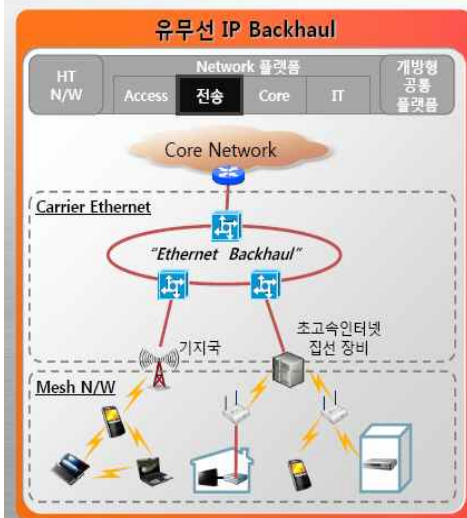 유무선 IP Backhaul
HT
N/W
Network 플랫폼
Access
전송
Core
IT
개방형
공통
플랫폼
Core Network
Carrier Ethernet
"Ethernet Backhaul"
기지국
초고속인터넷
집선 장비
Mesh N/W